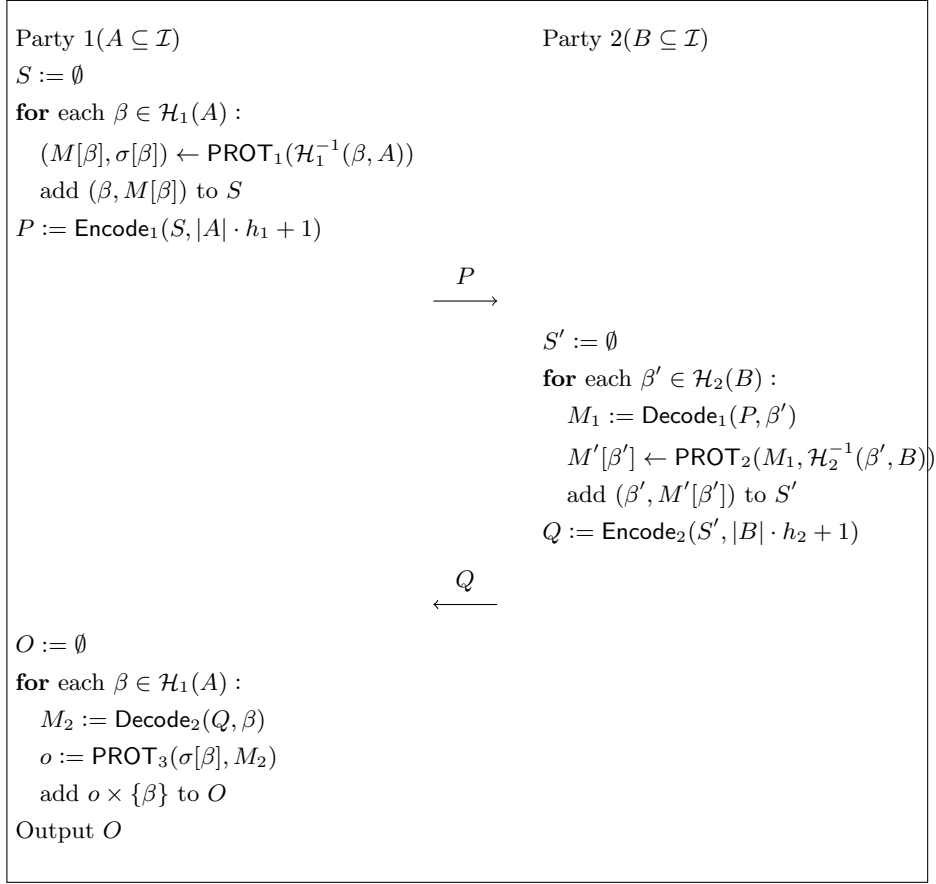 Party 1(A ⊆ ℐ)
Party 2(B ⊆ ℐ)
S := ∅
for each β ∈ ℋ₁(A) :
(M[β], σ[β]) ← PROT₁(ℋ₁⁻¹(β, A))
add (β, M[β]) to S
P := Encode₁(S, |A| · h₁ + 1)
P
S′ := ∅
for each β′ ∈ ℋ₂(B) :
M₁ := Decode₁(P, β′)
M′[β′] ← PROT₂(M₁, ℋ₂⁻¹(β′, B))
add (β′, M′[β′]) to S′
Q := Encode₂(S′, |B| · h₂ + 1)
Q
O := ∅
for each β ∈ ℋ₁(A) :
M₂ := Decode₂(Q, β)
o := PROT₃(σ[β], M₂)
add o × {β} to O
Output O